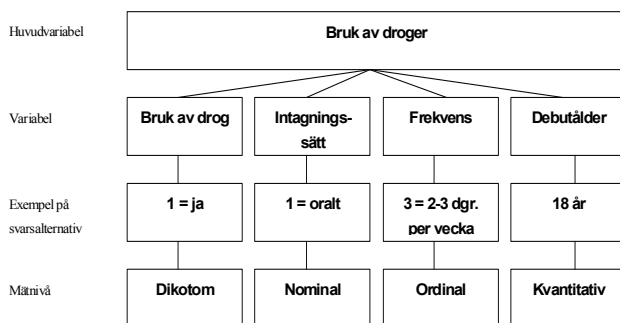 Huvudvariabel
Bruk av droger
Variabel
Bruk av drog
Intagnings-
sätt
Frekvens
Debutålder
Exempel på
svarsalternativ
1 = ja
1 = oralt
3 = 2-3 dgr.
per vecka
18 år
Mätnivå
Dikotom
Nominal
Ordinal
Kvantitativ